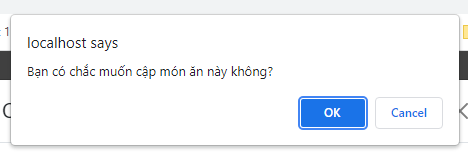 localhost says
Bạn có chắc muốn cập món ăn này không?
OK
Cancel